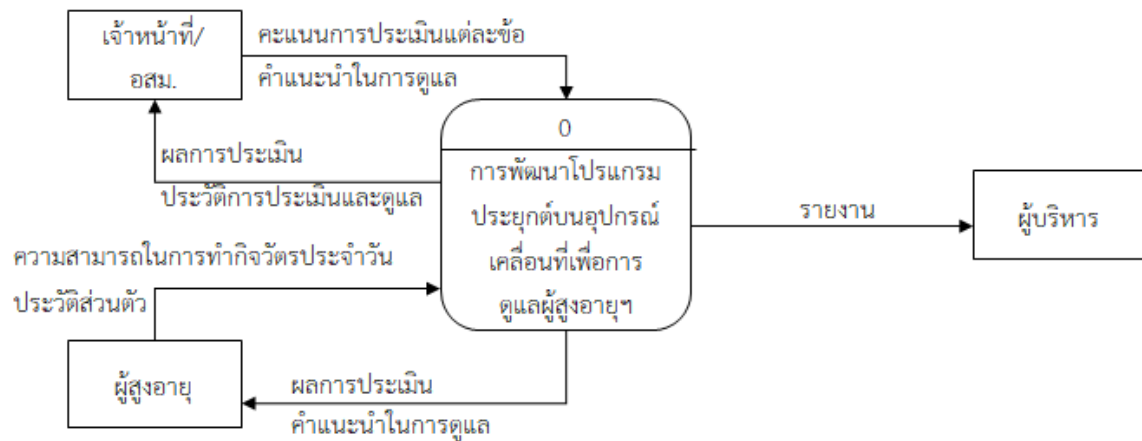 เจ้าหน้าที่/
อสม.
คะแนนการประเมินแต่ละข้อ
คำแนะนำในการดูแล
ผลการประเมิน
ประวัติการประเมินและดูแล
0
การพัฒนาโปรแกรม
ประยุกต์บนอุปกรณ์
เคลื่อนที่เพื่อการ
ดูแลผู้สูงอายุฯ
รายงาน
ผู้บริหาร
ความสามารถในการทำกิจวัตรประจำวัน
ประวัติส่วนตัว
ผู้สูงอายุ
ผลการประเมิน
คำแนะนำในการดูแล